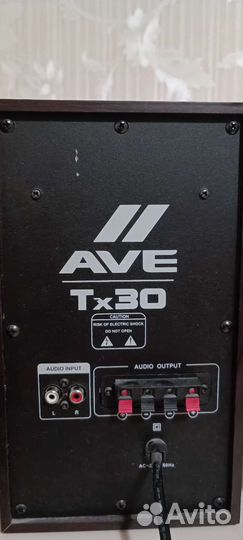 AVE
Tx30
CAUTION
RISK OF ELECTRIC SHOCK
DO NOT OPEN
AUDIO INPUT
L R
AUDIO OUTPUT
Avito